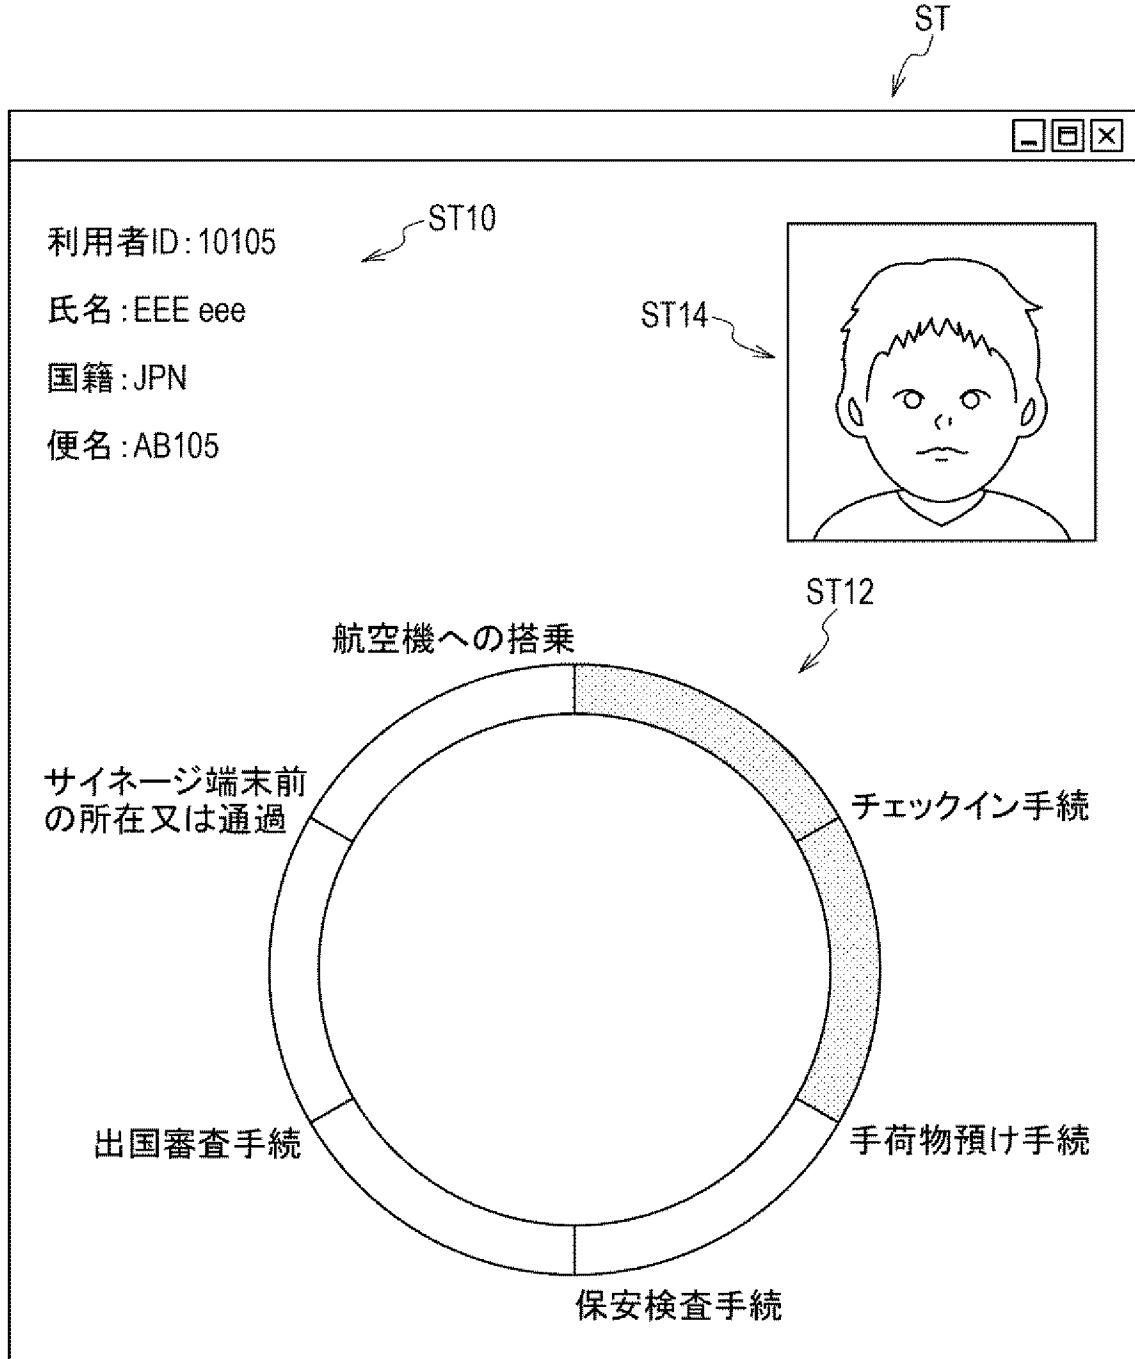 ST
利用者ID:10105
ST10
氏名:EEE eee
ST14
国籍:JPN
便名:AB105
ST12
航空機への搭乗
サイネージ端末前
の所在又は通過
チェックイン手続
出国審査手続
手荷物預け手続
保安検査手続